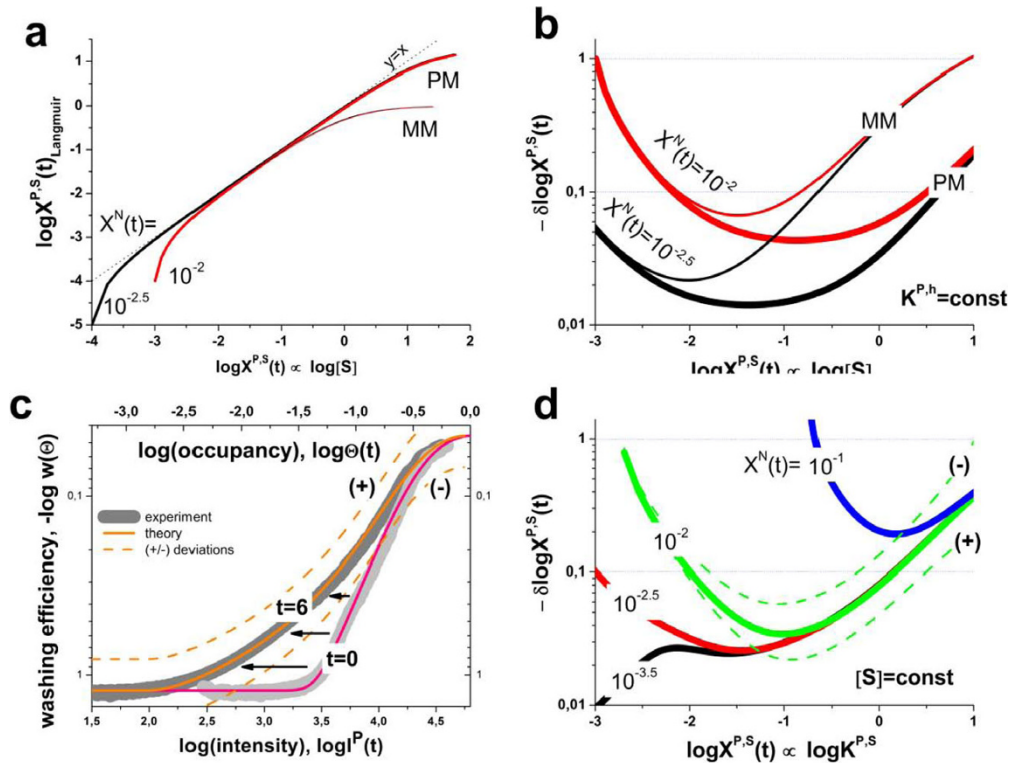 a
logX^P,S(t)_Langmuir
1
0
-1
-2
-3
-4
-5
y=x
PM
MM
X^N(t)=
10^-2
10^-2.5
-4 -3 -2 -1 0 1 2
logX^P,S(t) ∝ log[S]
b
− δlogX^P,S(t)
1
0,1
0,01
MM
X^N(t)=10^-2
PM
X^N(t)=10^-2.5
K^P,h=const
-3 -2 -1 0 1
logX^P,S(t) ∝ log[S]
c
-3,0 -2,5 -2,0 -1,5 -1,0 -0,5 0,0
log(occupancy), logΘ(t)
washing efficiency, -log w(Θ)
0,1
1
0,1
1
(+)
(-)
experiment
theory
(+/-) deviations
t=6
t=0
1,5 2,0 2,5 3,0 3,5 4,0 4,5
log(intensity), logI^P(t)
d
− δlogX^P,S(t)
1
0,1
0,01
X^N(t)= 10^-1
(-)
10^-2
(+)
10^-2.5
10^-3.5
[S]=const
-3 -2 -1 0 1
logX^P,S(t) ∝ logK^P,S